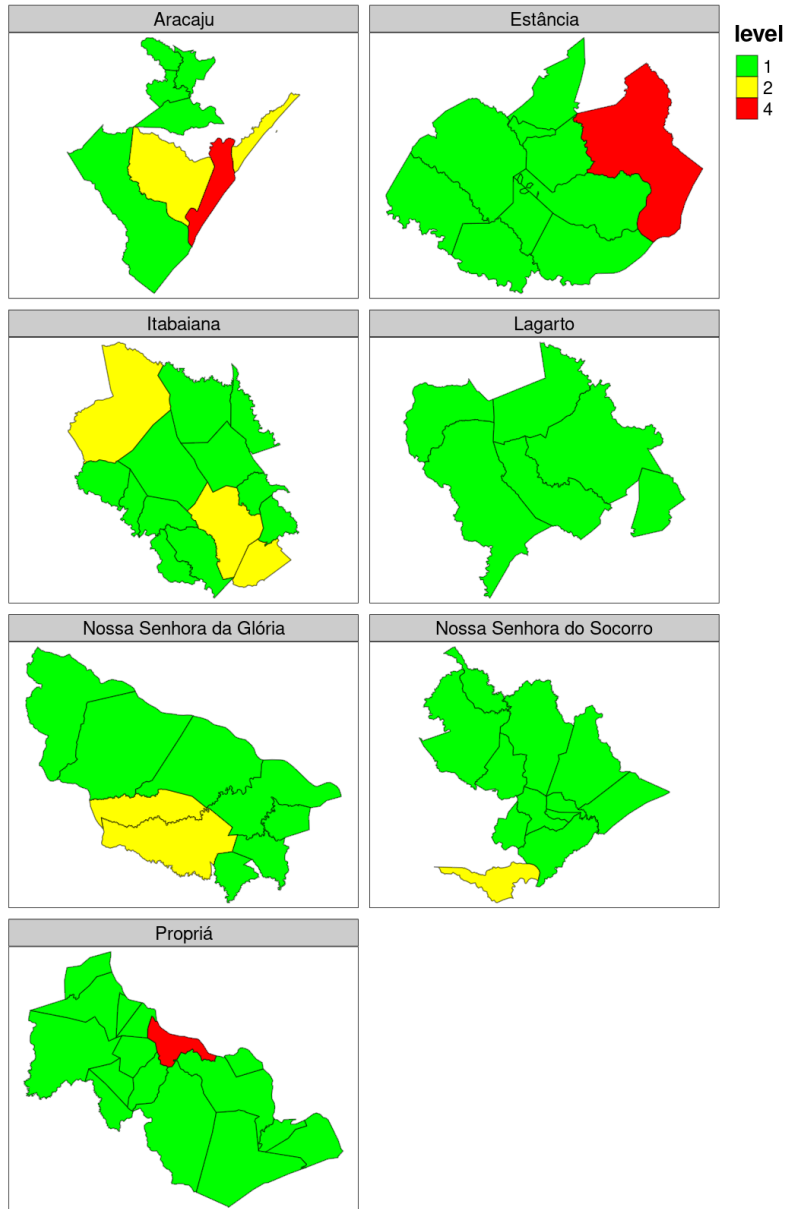 Aracaju
Estância
level
1
2
4
Itabaiana
Lagarto
Nossa Senhora da Glória
Nossa Senhora do Socorro
Propriá